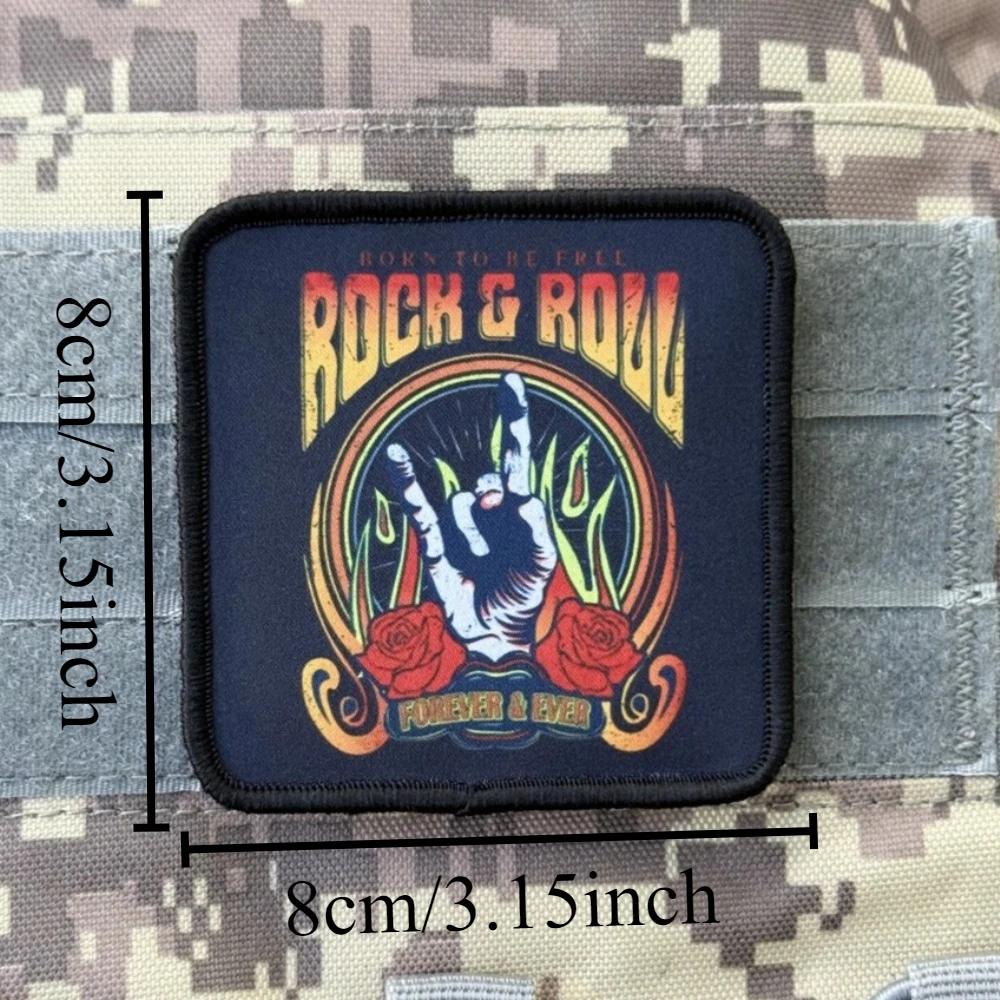 BORN TO BE FREE
ROCK & ROLL
FOREVER & EVER
8cm/3.15inch
8cm/3.15inch